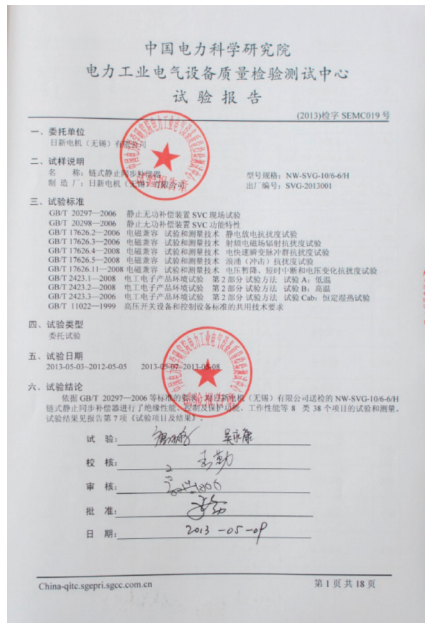 中国电力科学研究院
电力工业电气设备质量检验测试中心
试验报告
(2013)检字 SEMC019 号
一、委托单位
日新电机（无锡）有限公司
二、试样说明
名 称：链式静止同步补偿器
型号规格：NW-SVG-10/6-6/H
制 造 厂：日新电机（无锡）有限公司
出厂编号：SVG-2013001
三、试验标准
GB/T 20297—2006 静止无功补偿装置 SVC 现场试验
GB/T 20298—2006 静止无功补偿装置 SVC 功能特性
GB/T 17626.2—2006 电磁兼容 试验和测量技术 静电放电抗扰度试验
GB/T 17626.3—2006 电磁兼容 试验和测量技术 射频电磁场辐射抗扰度试验
GB/T 17626.4—2008 电磁兼容 试验和测量技术 电快速瞬变脉冲群抗扰度试验
GB/T 17626.5—2008 电磁兼容 试验和测量技术 浪涌（冲击）抗扰度试验
GB/T 17626.11—2008 电磁兼容 试验和测量技术 电压暂降、短时中断和电压变化抗扰度试验
GB/T 2423.1—2008 电工电子产品环境试验 第 2 部分 试验方法 试验 A：低温
GB/T 2423.2—2008 电工电子产品环境试验 第 2 部分 试验方法 试验 B：高温
GB/T 2423.3—2006 电工电子产品环境试验 第 2 部分 试验方法 试验 Cab：恒定湿热试验
GB/T 11022—1999 高压开关设备和控制设备标准的共用技术要求
四、试验类型
委托试验
五、试验日期
2013-05-03~2012-05-05 2013-05-07~2013-05-08
六、试验结论
依据 GB/T 20297—2006 等标准的要求，对日新电机（无锡）有限公司送检的 NW-SVG-10/6-6/H
链式静止同步补偿器进行了绝缘性能、控制及保护功能、工作性能等 8 类 38 个项目的试验和测量。
试验结果见报告第 7 项《试验项目及结果》。
试 验：
校 核：
审 核：
批 准：
日 期：2013-05-09
China-qitc.sgepri.sgcc.com.cn
第 1 页 共 18 页